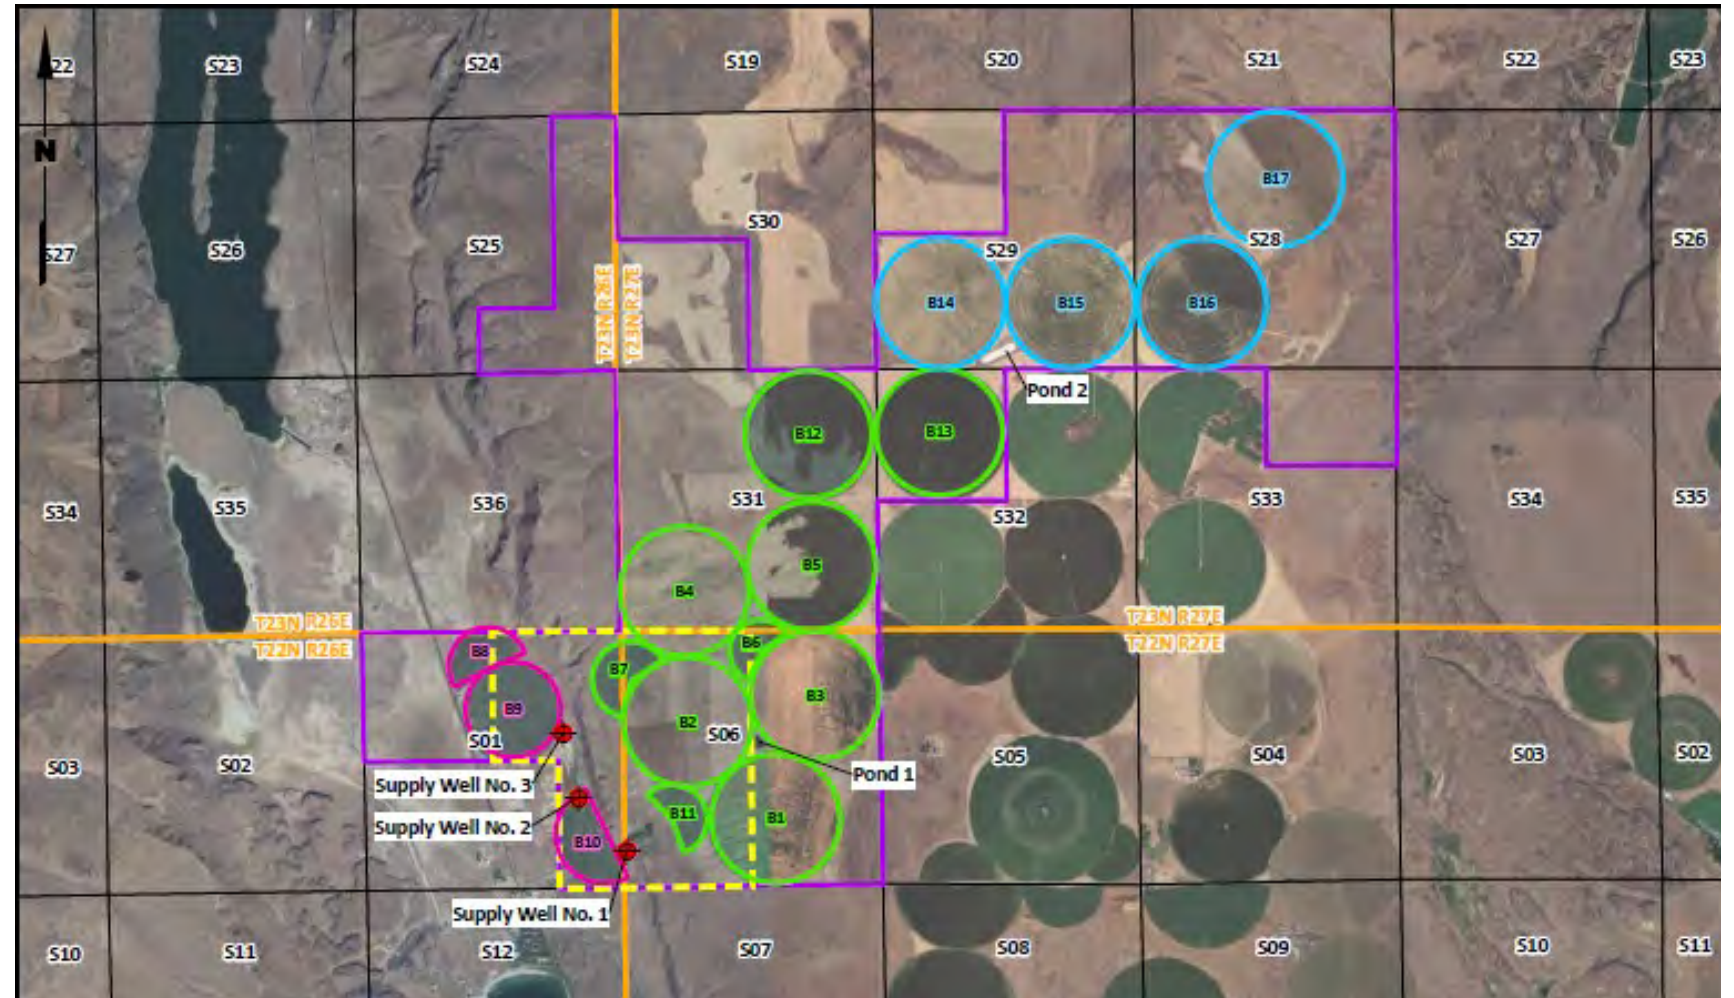 S22
S23
S24
S19
S20
S21
S22
S23
N
S27
S26
S25
T23N R26E
T23N R27E
S30
S29
B17
S28
S27
S26
B14
B15
B16
Pond 2
B12
B13
S34
S35
S36
S31
S32
S33
S34
S35
B5
B4
T23N R26E
T22N R26E
T23N R27E
T22N R27E
B8
B7
B6
B9
B2
B3
S03
S02
S01
S06
S05
S04
S03
S02
Supply Well No. 3
Pond 1
Supply Well No. 2
B11
B1
B10
Supply Well No. 1
S10
S11
S12
S07
S08
S09
S10
S11